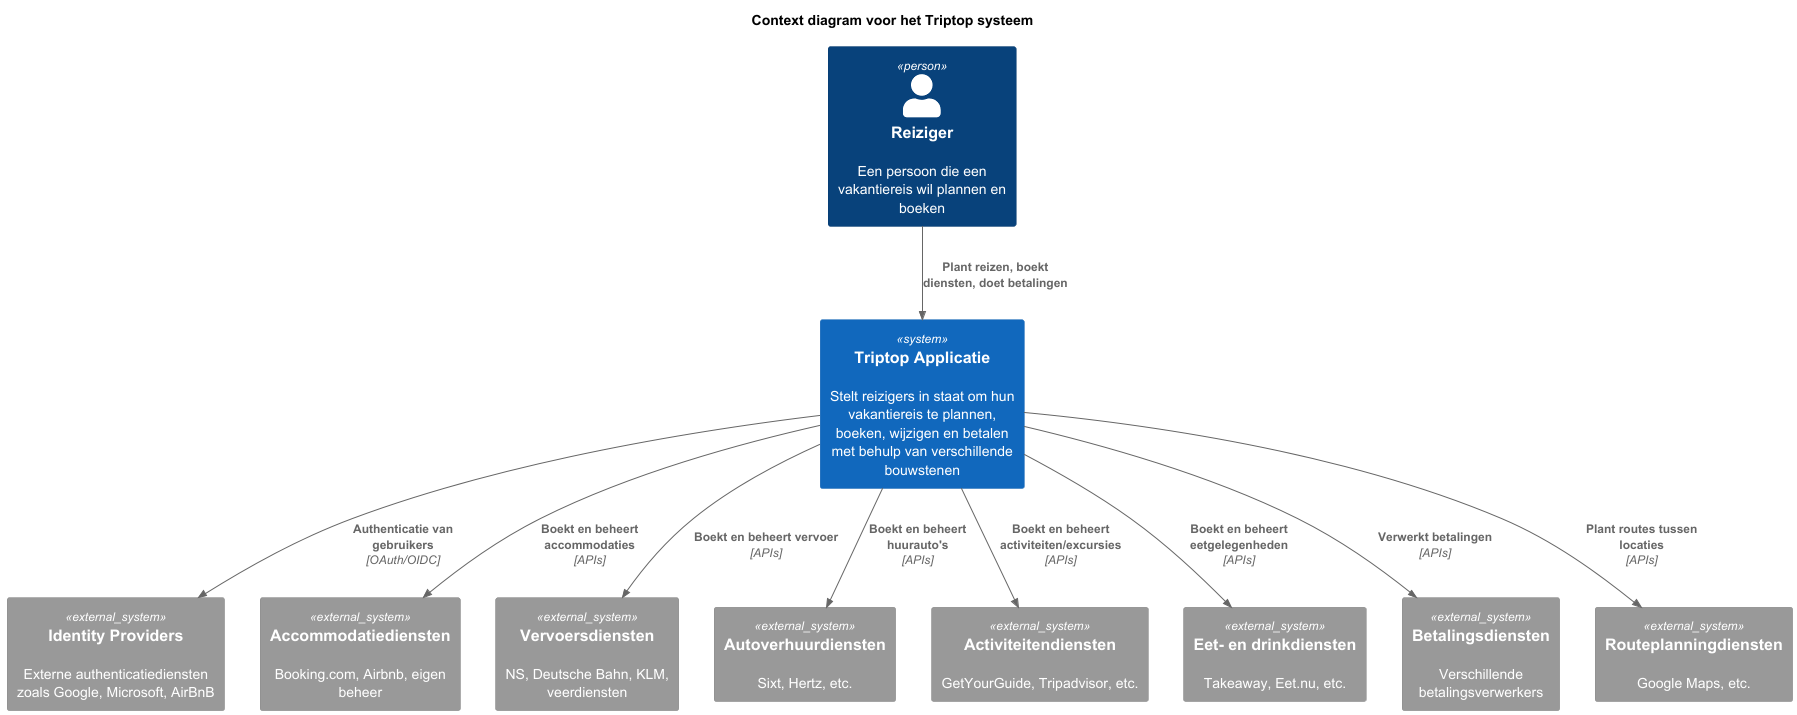 Context diagram voor het Triptop systeem
«person»
Reiziger
Een persoon die een
vakantiereis wil plannen en
boeken
Plant reizen, boekt
diensten, doet betalingen
«system»
Triptop Applicatie
Stelt reizigers in staat om hun
vakantiereis te plannen,
boeken, wijzigen en betalen
met behulp van verschillende
bouwstenen
Authenticatie van
gebruikers
[OAuth/OIDC]
Boekt en beheert
accommodaties
[APIs]
Boekt en beheert vervoer
[APIs]
Boekt en beheert
huurauto's
[APIs]
Boekt en beheert
activiteiten/excursies
[APIs]
Boekt en beheert
eetgelegenheden
[APIs]
Verwerkt betalingen
[APIs]
Plant routes tussen
locaties
[APIs]
«external_system»
Identity Providers
Externe authenticatiediensten
zoals Google, Microsoft, AirBnB
«external_system»
Accommodatiediensten
Booking.com, Airbnb, eigen
beheer
«external_system»
Vervoersdiensten
NS, Deutsche Bahn, KLM,
veerdiensten
«external_system»
Autoverhuurdiensten
Sixt, Hertz, etc.
«external_system»
Activiteitendiensten
GetYourGuide, Tripadvisor, etc.
«external_system»
Eet- en drinkdiensten
Takeaway, Eet.nu, etc.
«external_system»
Betalingsdiensten
Verschillende
betalingsverwerkers
«external_system»
Routeplanningdiensten
Google Maps, etc.